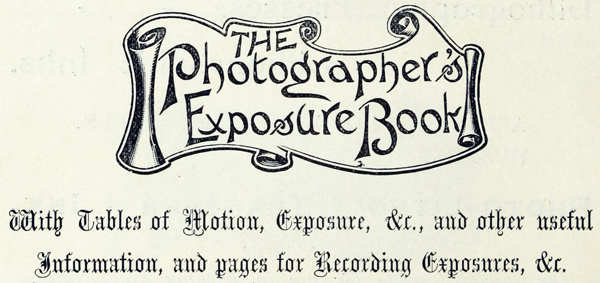 THE
Photographer's
Exposure Book
With Tables of Motion, Exposure, &c., and other useful
Information, and pages for Recording Exposures, &c.